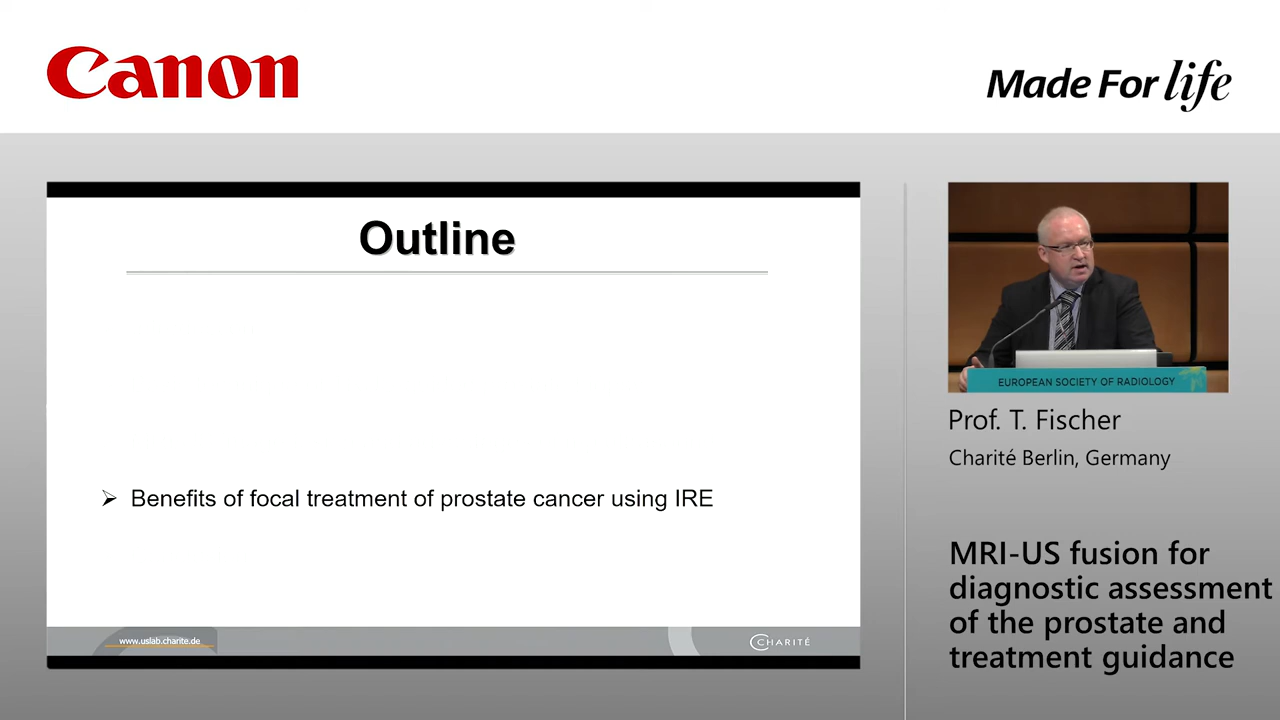 Canon
Made For life
Outline
➢ Benefits of focal treatment of prostate cancer using IRE
www.uslab.charite.de
CHARITÉ
EUROPEAN SOCIETY OF RADIOLOGY
Prof. T. Fischer
Charité Berlin, Germany
MRI-US fusion for
diagnostic assessment
of the prostate and
treatment guidance